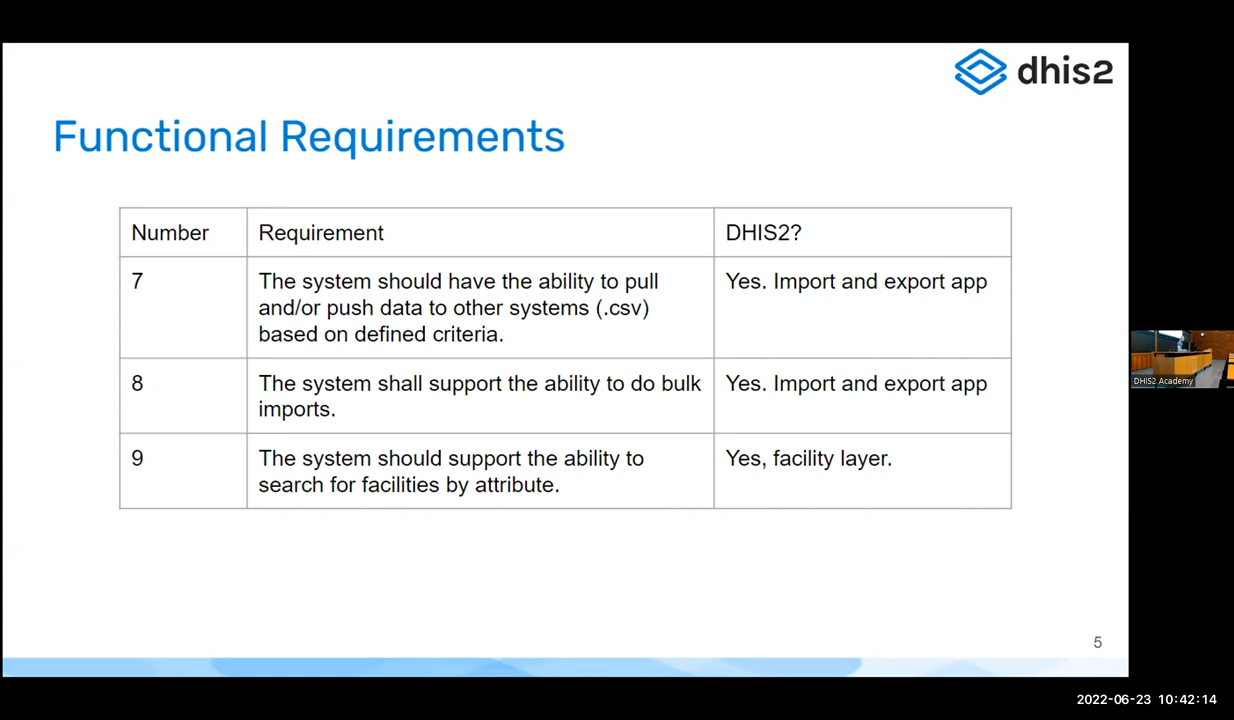 dhis2
Functional Requirements
Number
Requirement
DHIS2?
7
The system should have the ability to pull
and/or push data to other systems (.csv)
based on defined criteria.
Yes. Import and export app
8
The system shall support the ability to do bulk
imports.
Yes. Import and export app
9
The system should support the ability to
search for facilities by attribute.
Yes, facility layer.
5
DHIS2 Academy
2022-06-23 10:42:14